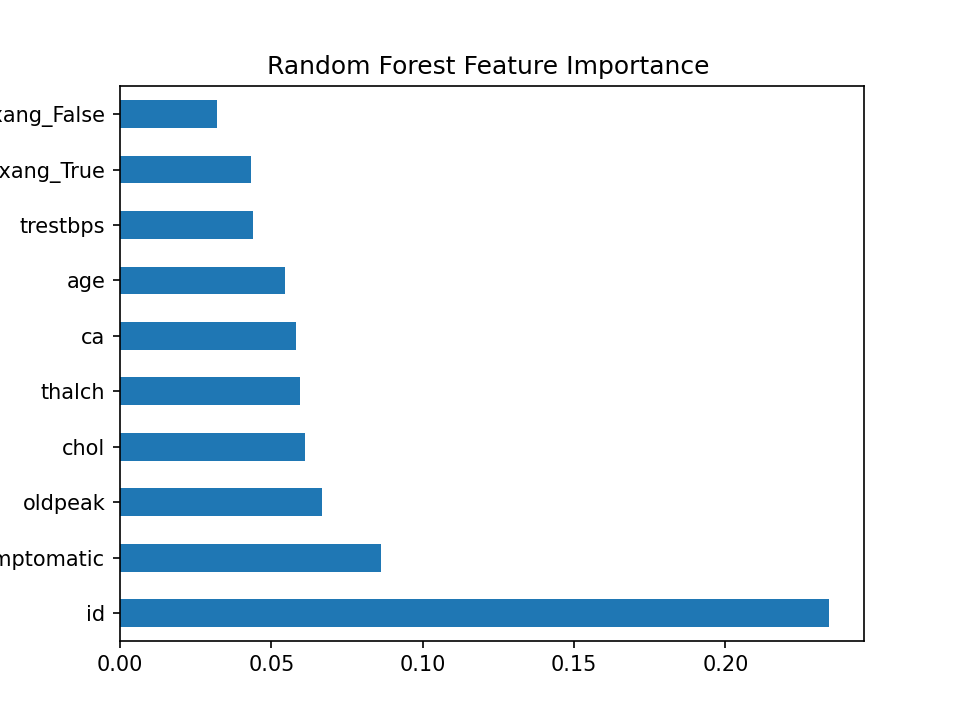 Random Forest Feature Importance
xang_False
xang_True
trestbps
age
ca
thalch
chol
oldpeak
mptomatic
id
0.00 0.05 0.10 0.15 0.20